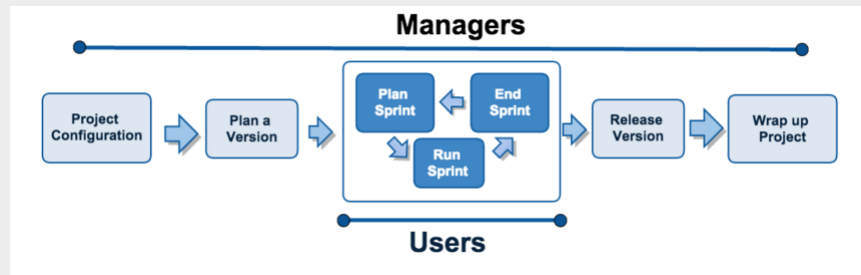 Managers
Project
Configuration
Plan a
Version
Plan
Sprint
End
Sprint
Run
Sprint
Release
Version
Wrap up
Project
Users